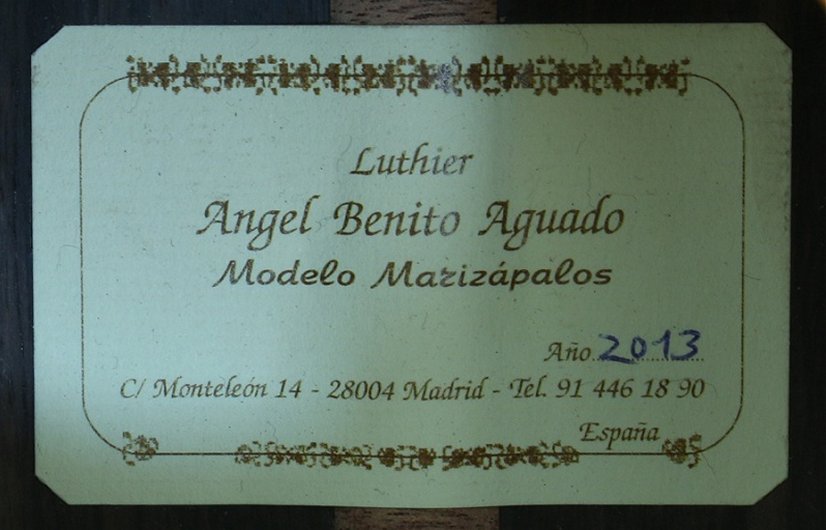 Luthier
Angel Benito Aguado
Modelo Marizápalos
Año 2013
C/ Monteleón 14 - 28004 Madrid - Tel. 91 446 18 90
España